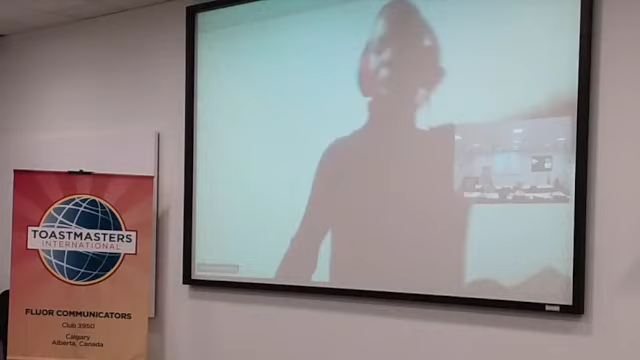 TOASTMASTERS
INTERNATIONAL
FLUOR COMMUNICATORS
Club 3950
Calgary
Alberta, Canada